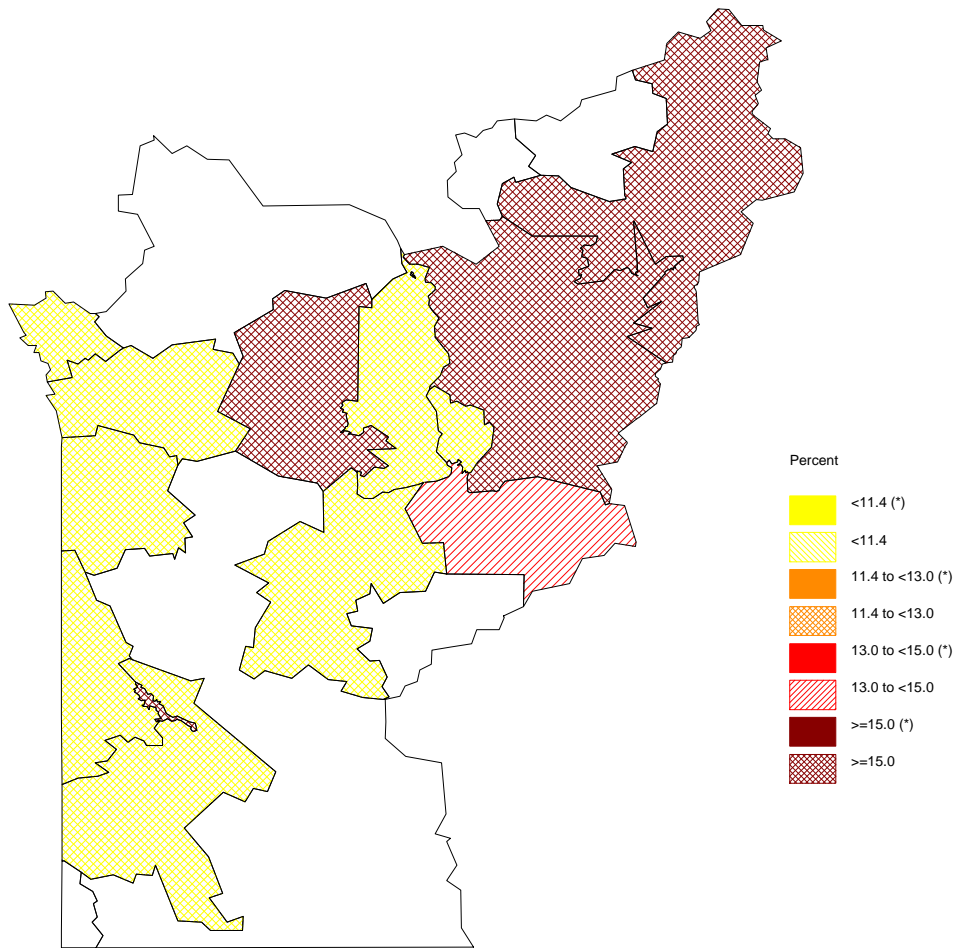 Percent
<11.4 (*)
<11.4
11.4 to <13.0 (*)
11.4 to <13.0
13.0 to <15.0 (*)
13.0 to <15.0
>=15.0 (*)
>=15.0